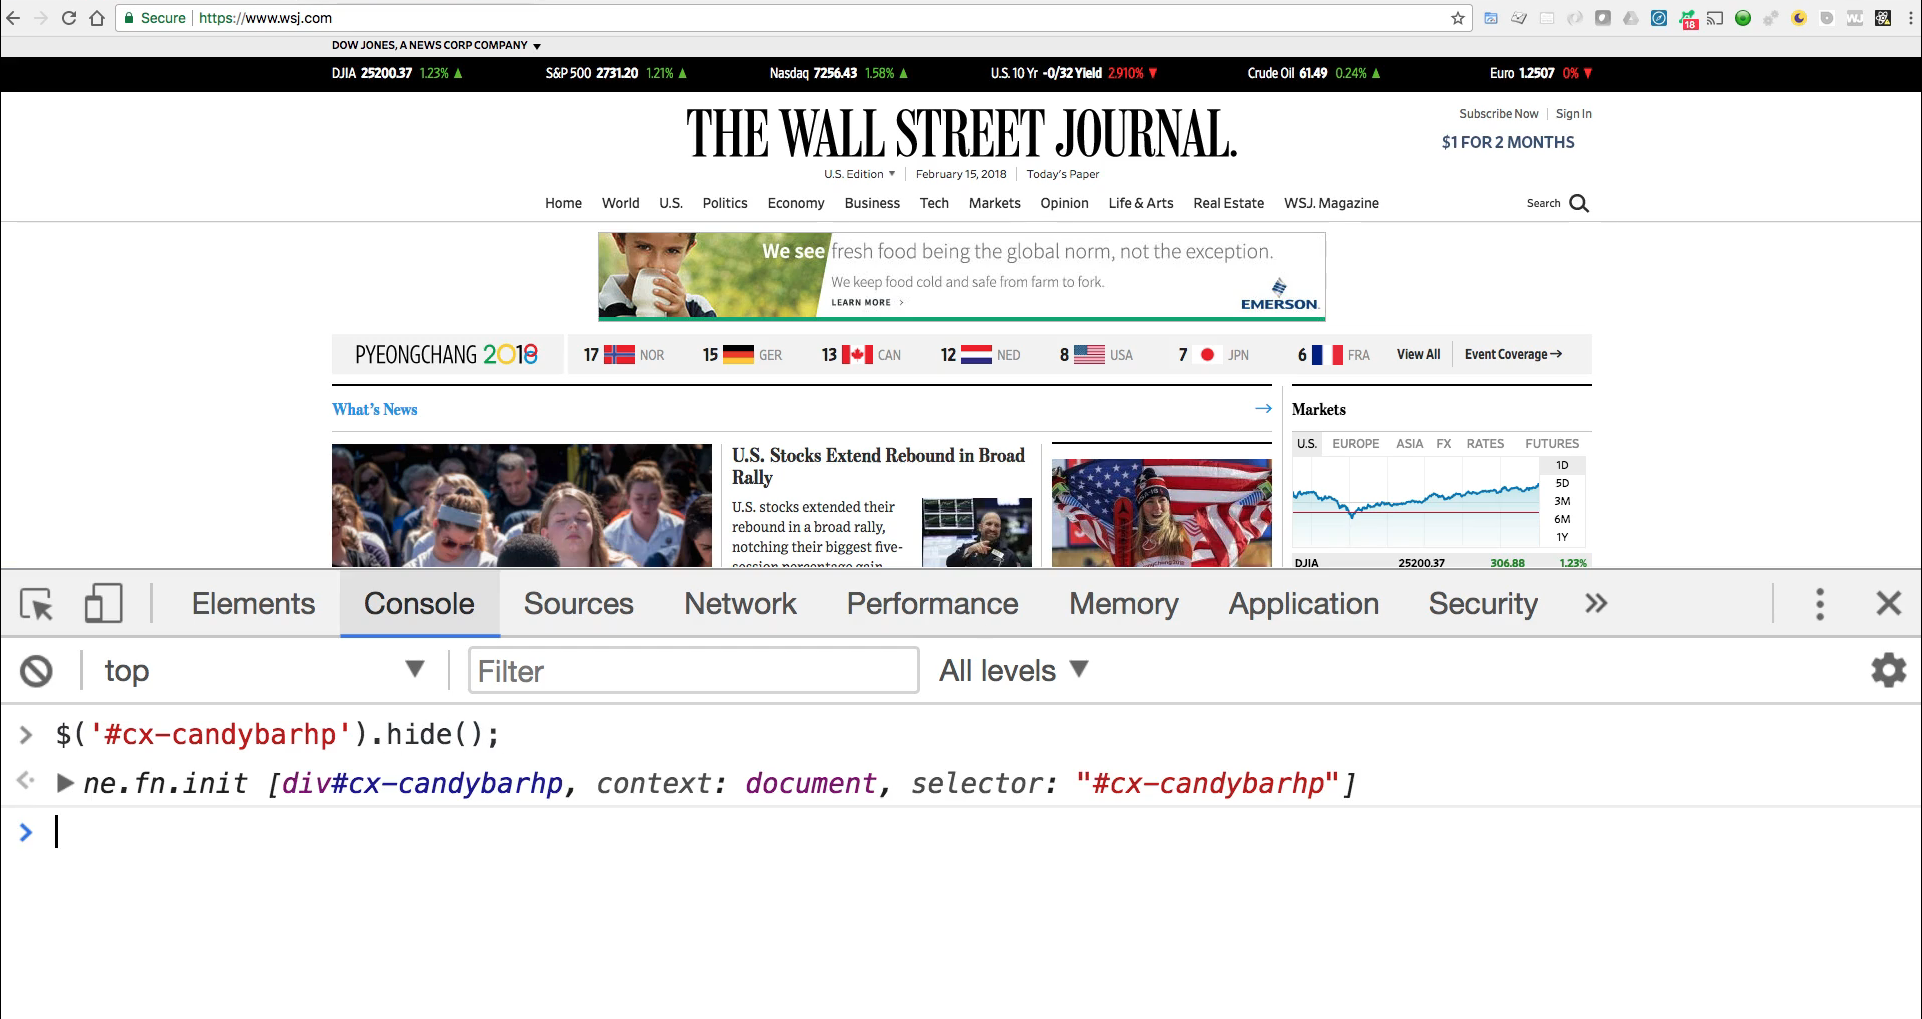 Secure https://www.wsj.com
18
WJ
DOW JONES, A NEWS CORP COMPANY
DJIA 25200.37 1.23% S&P 500 2731.20 1.21% Nasdaq 7256.43 1.58% U.S. 10 Yr -0/32 Yield 2.910% Crude Oil 61.49 0.24% Euro 1.2507 0%
THE WALL STREET JOURNAL.
Subscribe Now Sign In
$1 FOR 2 MONTHS
U.S. Edition February 15, 2018 Today's Paper
Home World U.S. Politics Economy Business Tech Markets Opinion Life & Arts Real Estate WSJ. Magazine Search
We see fresh food being the global norm, not the exception.
We keep food cold and safe from farm to fork.
LEARN MORE >
EMERSON.
PYEONGCHANG 2018 17 NOR 15 GER 13 CAN 12 NED 8 USA 7 JPN 6 FRA View All Event Coverage→
What's News →
U.S. Stocks Extend Rebound in Broad
Rally
U.S. stocks extended their
rebound in a broad rally,
notching their biggest five-
session percentage gain
Markets
U.S. EUROPE ASIA FX RATES FUTURES
1D
5D
3M
6M
1Y
DJIA 25200.37 306.88 1.23%
Elements Console Sources Network Performance Memory Application Security »
top Filter All levels
> $('#cx-candybarhp').hide();
ne.fn.init [div#cx-candybarhp, context: document, selector: "#cx-candybarhp"]
>